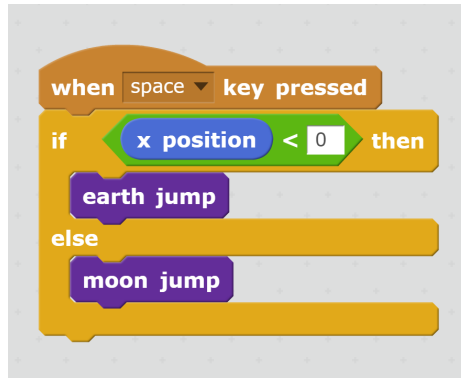 when space key pressed
if x position < 0 then
earth jump
else
moon jump